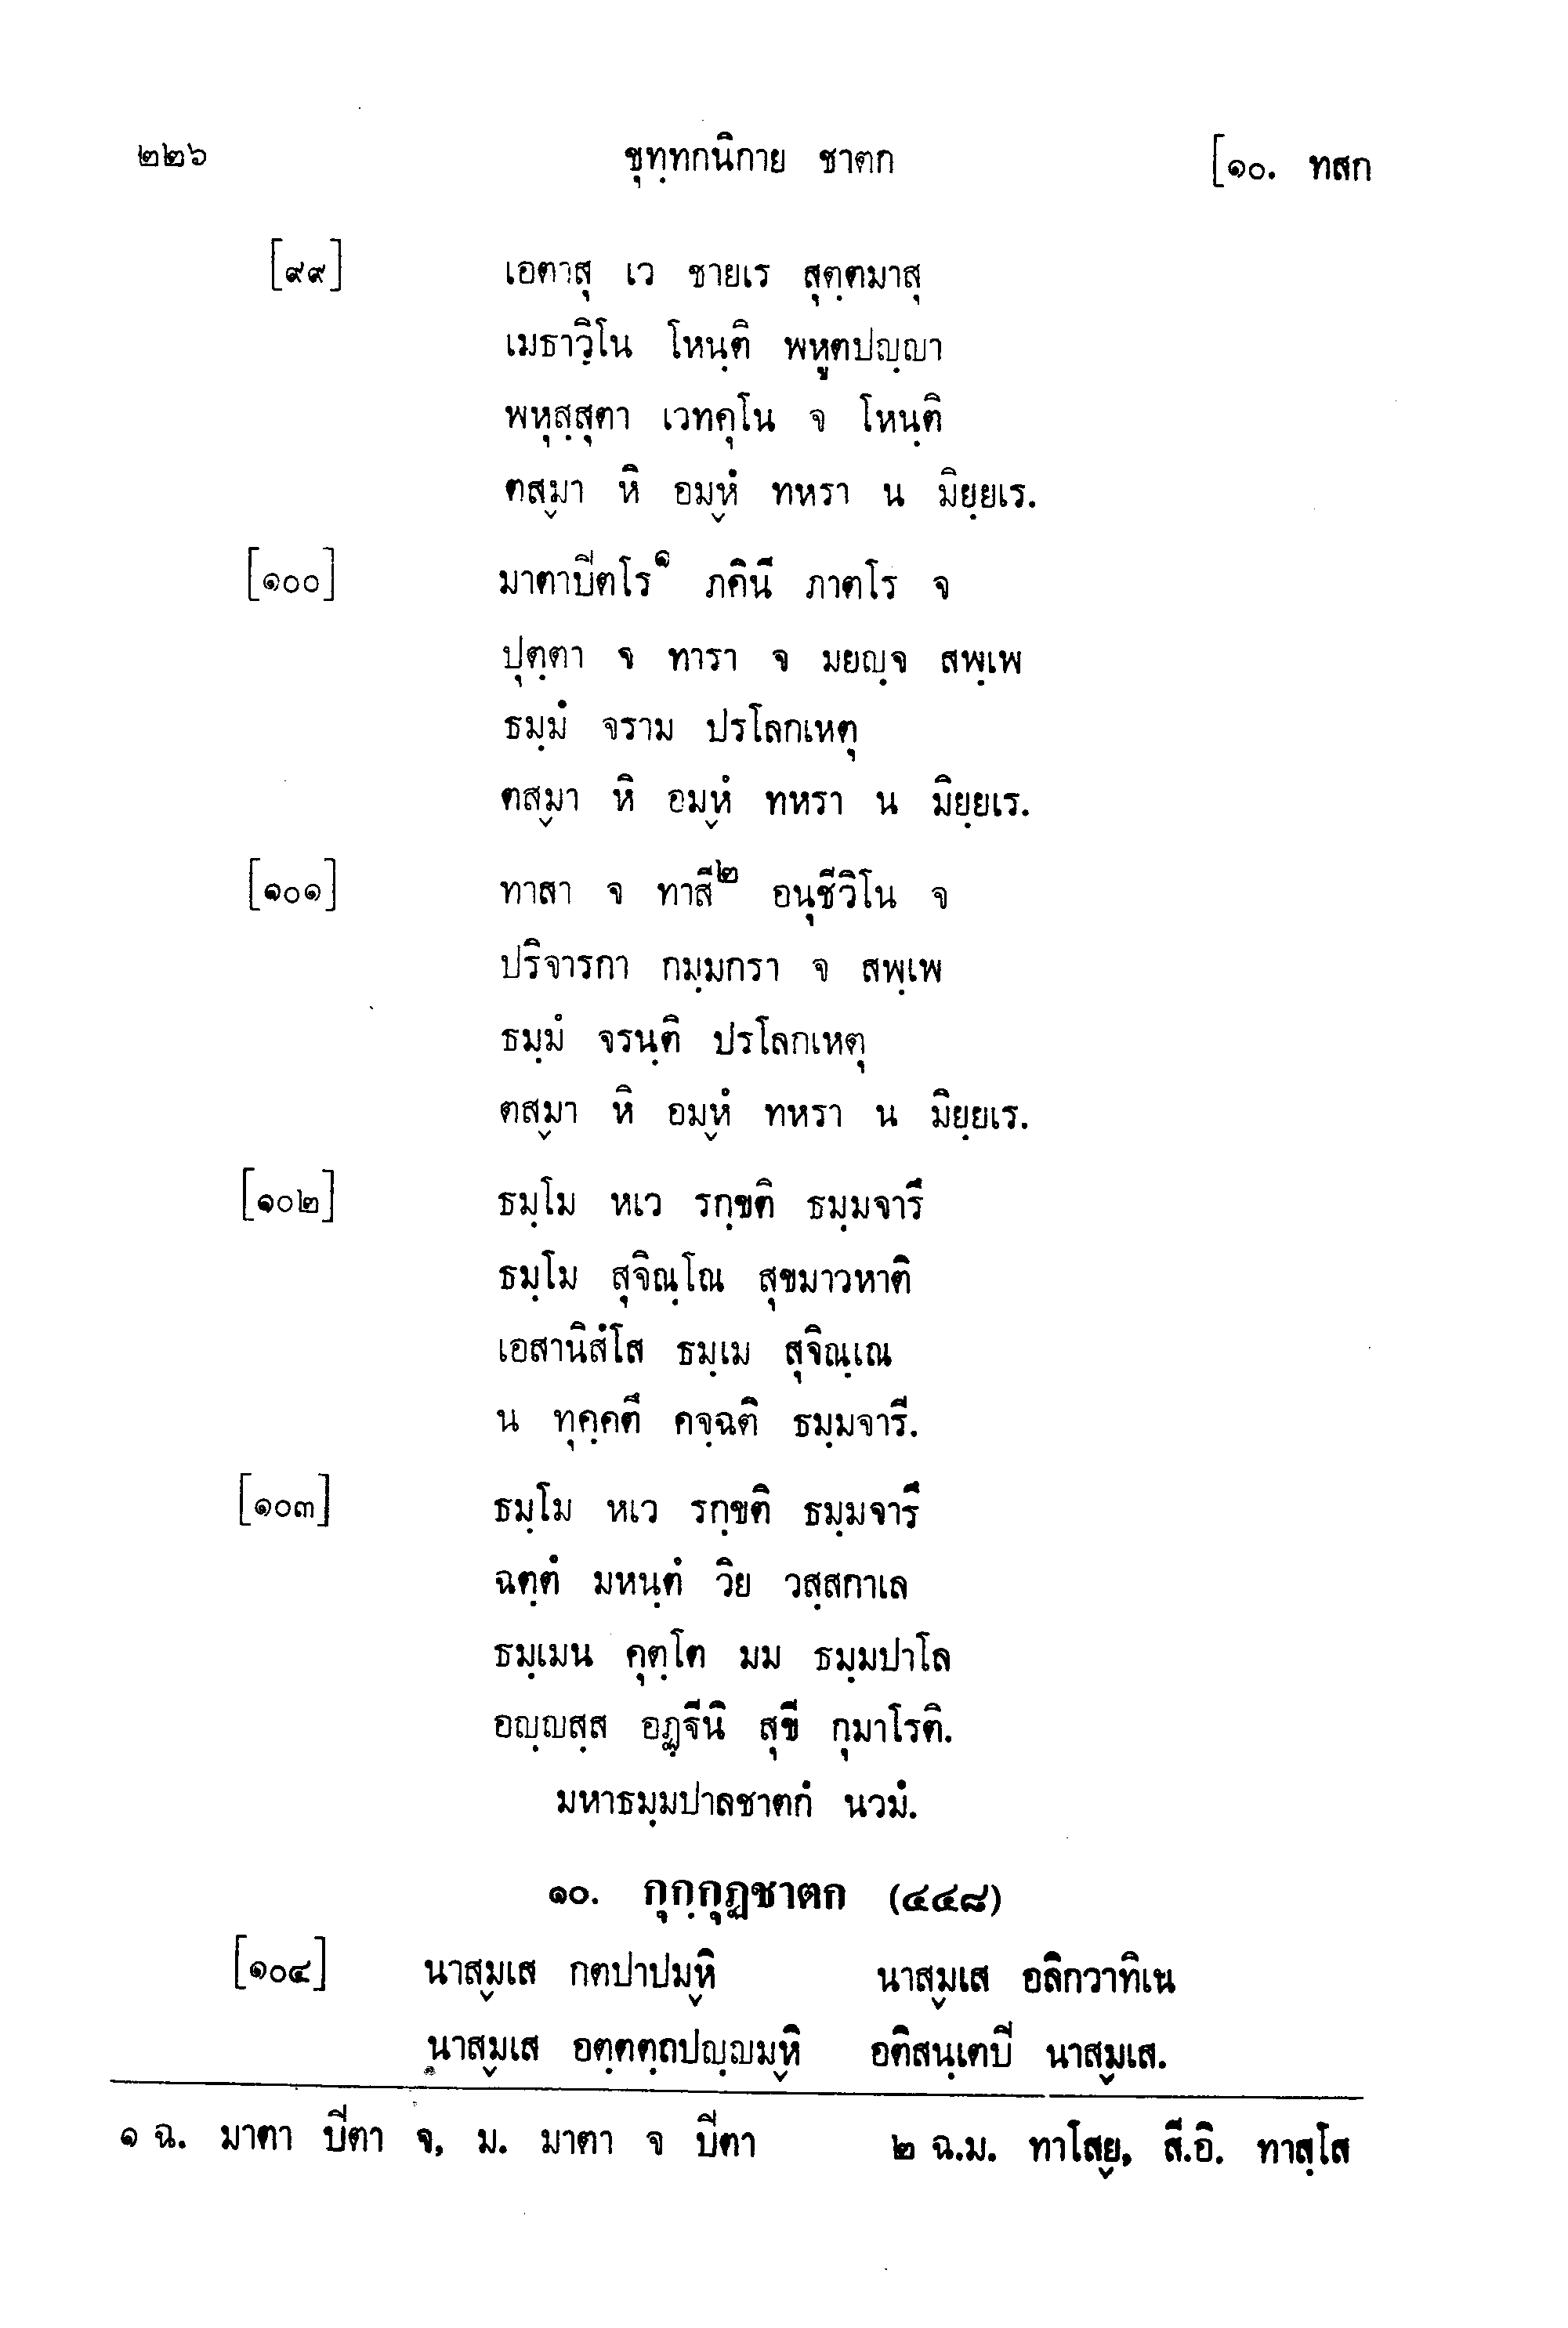 ๒๒๖ ขุทฺทกนิกาย ชาตก [๑๐. ทสก
[๙๙] เอตาสุ เว ชายเร สุตฺตมาสุ
เมธาวิโน โหนฺติ พหูตปญฺญา
พหุสฺสุตา เวทคุโน จ โหนฺติ
ตสฺมา หิ อมฺหํ ทหรา น มิยฺยเร.
[๑๐๐] มาตาปีตโร๑ ภคินี ภาตโร จ
ปุตฺตา จ ทารา จ มยญฺจ สพฺเพ
ธมฺมํ จราม ปรโลกเหตุ
ตสฺมา หิ อมฺหํ ทหรา น มิยฺยเร.
[๑๐๑] ทาสา จ ทาสี๒ อนุชีวิโน จ
ปริจารกา กมฺมกรา จ สพฺเพ
ธมฺมํ จรนฺติ ปรโลกเหตุ
ตสฺมา หิ อมฺหํ ทหรา น มิยฺยเร.
[๑๐๒] ธมฺโม หเว รกฺขติ ธมฺมจารึ
ธมฺโม สุจิณฺโณ สุขมาวหาติ
เอสานิสํโส ธมฺเม สุจิณฺเณ
น ทุคฺคตึ คจฺฉติ ธมฺมจารี.
[๑๐๓] ธมฺโม หเว รกฺขติ ธมฺมจารึ
ฉตฺตํ มหนฺตํ วิย วสฺสกาเล
ธมฺเมน คุตฺโต มม ธมฺมปาโล
อญฺญสฺส อฏฺฐีนิ สุขี กุมาโรติ.
มหาธมฺมปาลชาตกํ นวมํ.
๑๐. กุกฺกุฏชาตก (๔๔๘)
[๑๐๔] นาสฺมเส กตปาปมฺหิ นาสฺมเส อลิกวาทิเน
นาสฺมเส อตฺตตฺถปญฺญมฺหิ อติสนฺเตปี นาสฺมเส.
๑ ฉ. มาตา ปีตา จ, ม. มาตา จ ปีตา ๒ ฉ.ม. ทาโสฺยุ, สี.อิ. ทาสฺโส